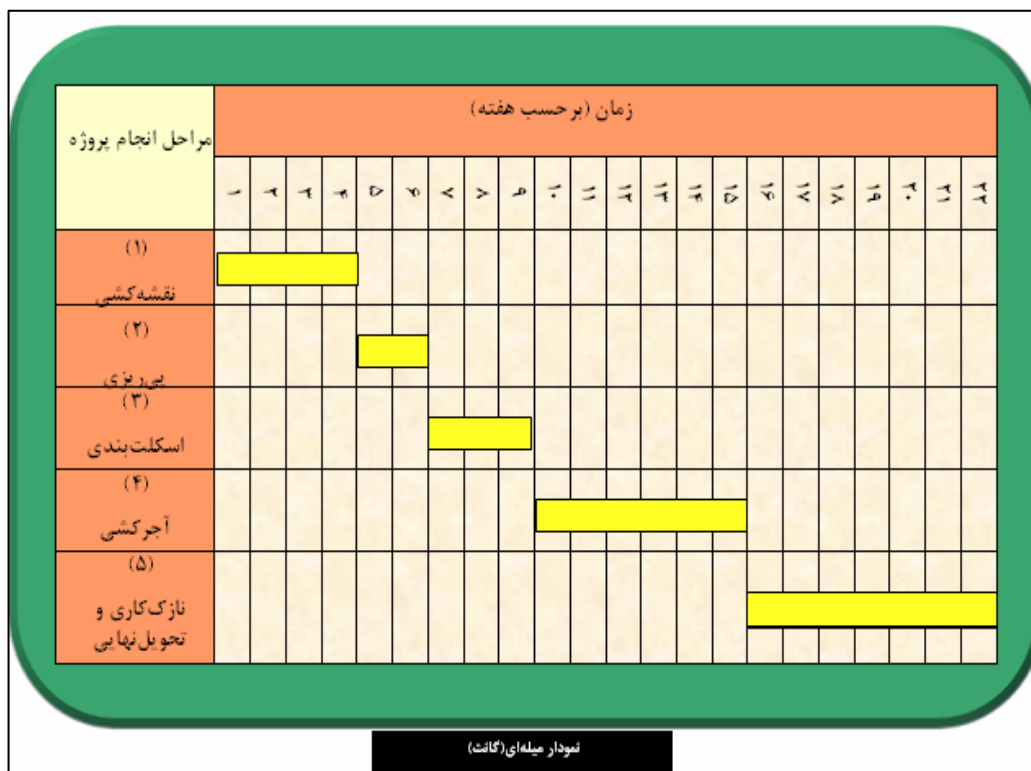 مراحل انجام پروژه
زمان (برحسب هفته)
۱ ۲ ۳ ۴ ۵ ۶ ۷ ۸ ۹ ۱۰ ۱۱ ۱۲ ۱۳ ۱۴ ۱۵ ۱۶ ۱۷ ۱۸ ۱۹ ۲۰ ۲۱ ۲۲
(۱)
نقشه‌کشی
(۲)
پی‌ریزی
(۳)
اسکلت‌بندی
(۴)
آجرکشی
(۵)
نازک‌کاری و
تحویل‌نهایی
نمودار میله‌ای(گانت)